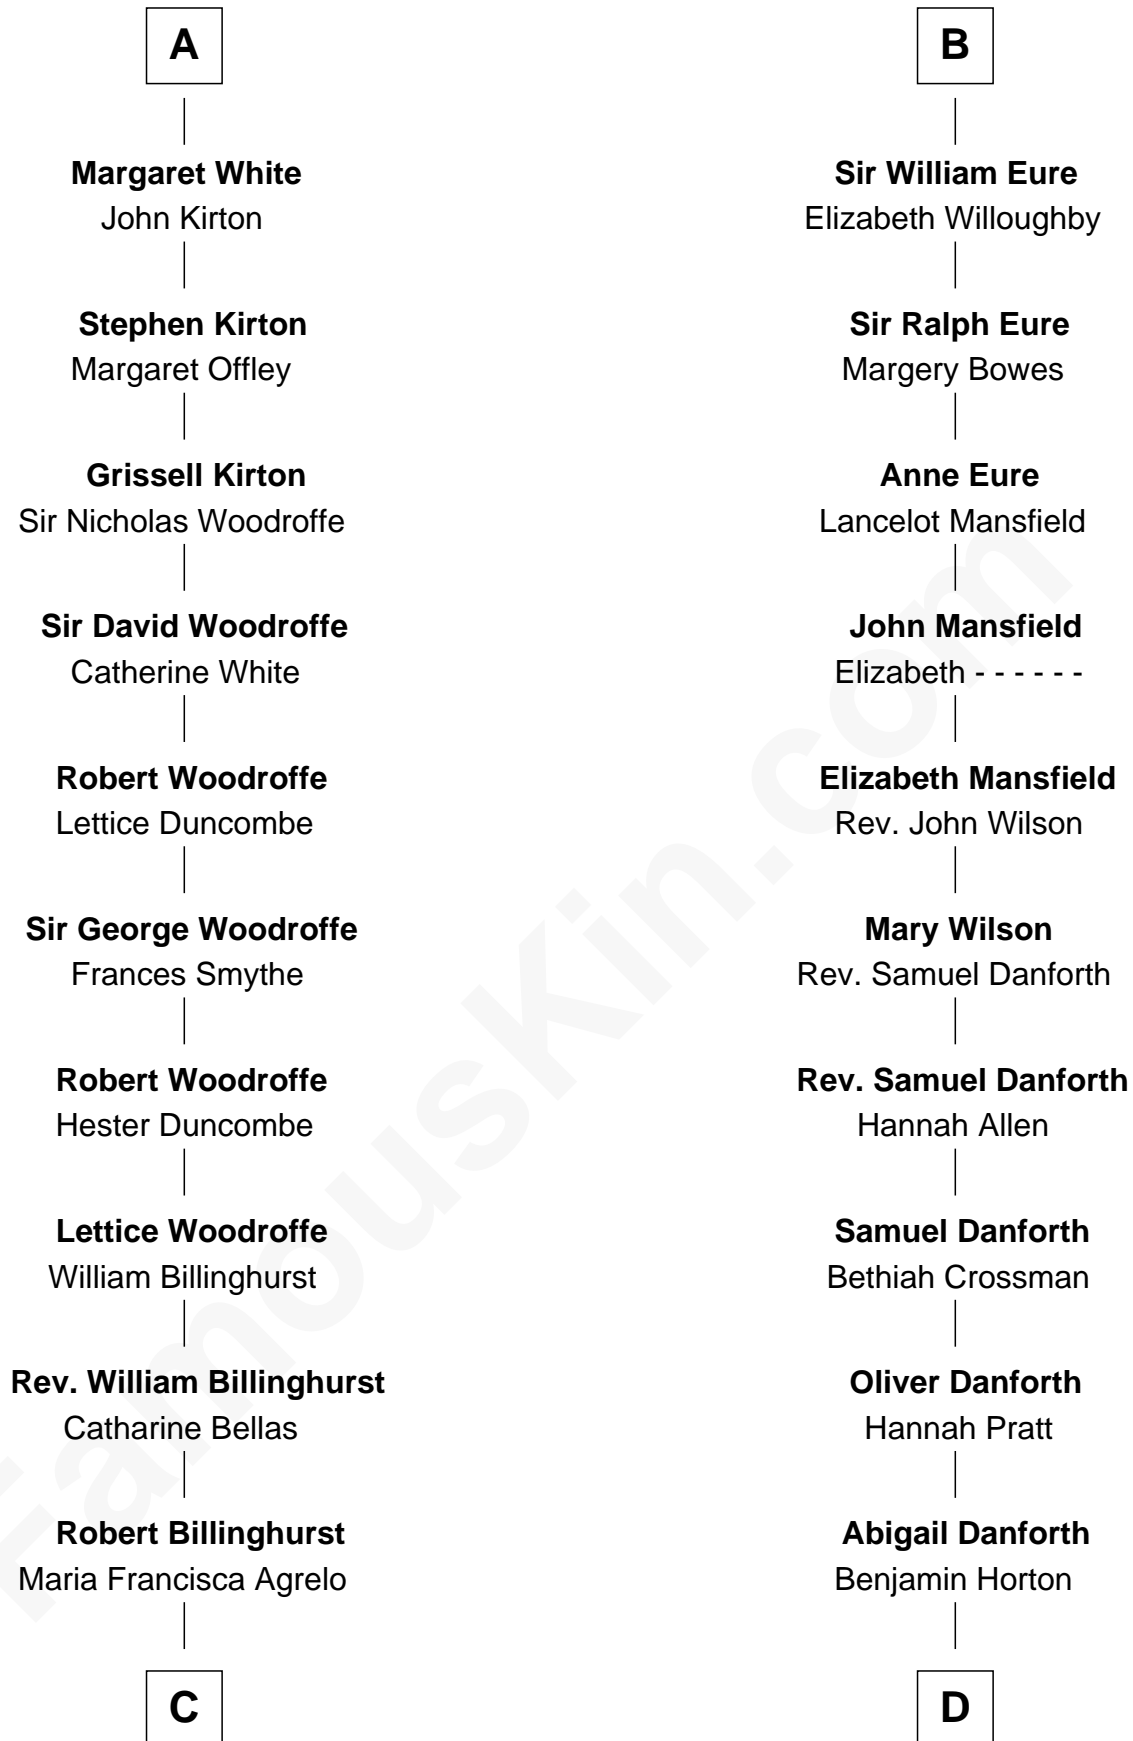 A
Margaret White
John Kirton
Stephen Kirton
Margaret Offley
Grissell Kirton
Sir Nicholas Woodroffe
Sir David Woodroffe
Catherine White
Robert Woodroffe
Lettice Duncombe
Sir George Woodroffe
Frances Smythe
Robert Woodroffe
Hester Duncombe
Lettice Woodroffe
William Billinghurst
Rev. William Billinghurst
Catharine Bellas
Robert Billinghurst
Maria Francisca Agrelo
C
B
Sir William Eure
Elizabeth Willoughby
Sir Ralph Eure
Margery Bowes
Anne Eure
Lancelot Mansfield
John Mansfield
Elizabeth - - - - - -
Elizabeth Mansfield
Rev. John Wilson
Mary Wilson
Rev. Samuel Danforth
Rev. Samuel Danforth
Hannah Allen
Samuel Danforth
Bethiah Crossman
Oliver Danforth
Hannah Pratt
Abigail Danforth
Benjamin Horton
D
FamousKin.com